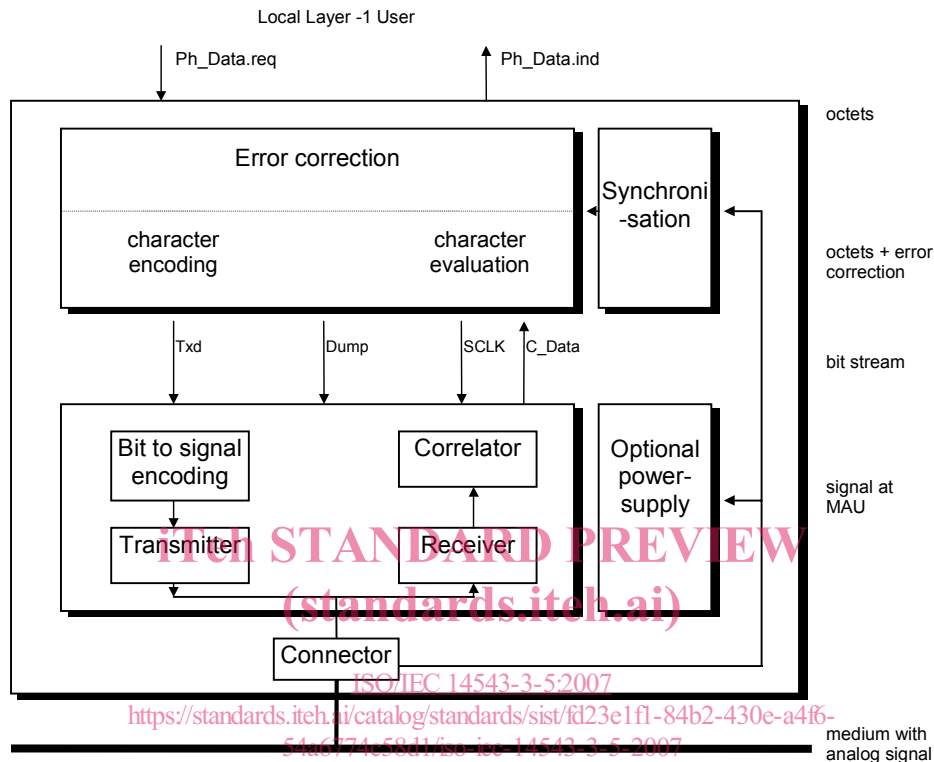 Local Layer -1 User
Ph_Data.req
Ph_Data.ind
octets
Error correction
Synchroni
-sation
character
encoding
character
evaluation
octets + error
correction
Txd
Dump
SCLK
C_Data
bit stream
Bit to signal
encoding
Correlator
Optional
power-
supply
signal at
MAU
Transmitter
Receiver
iTeh STANDARD PREVIEW
(standards.iteh.ai)
Connector
ISO/IEC 14543-3-5:2007
https://standards.iteh.ai/catalog/standards/sist/fd23e1f1-84b2-430e-a4f6-
54a6774c58d1/iso-iec-14543-3-5-2007
medium with
analog signal